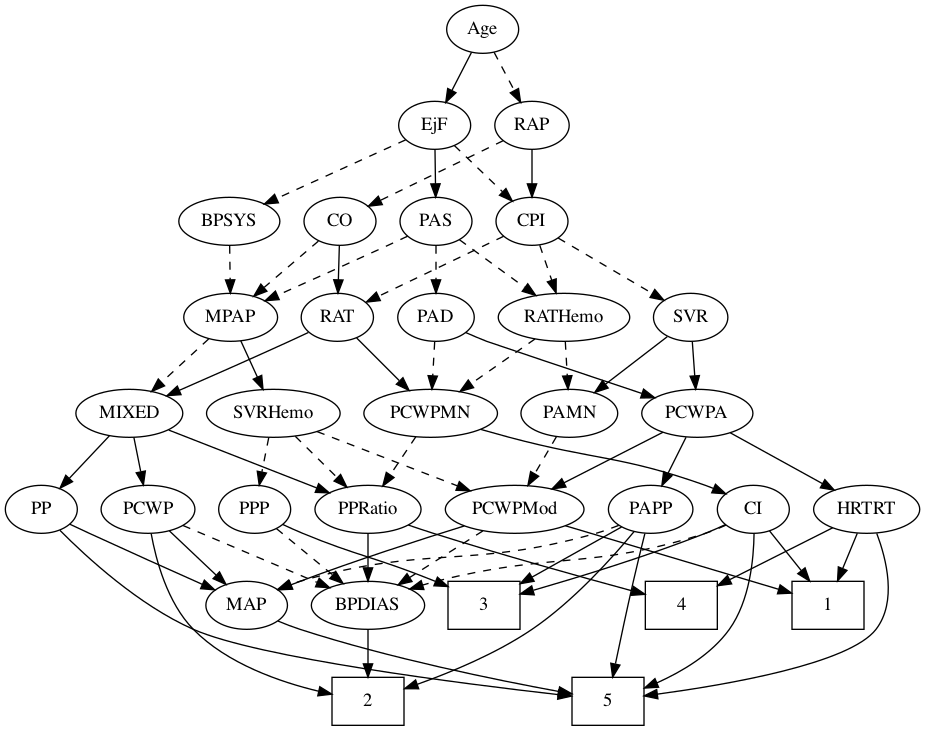 Age
EjF
RAP
BPSYS
CO
PAS
CPI
MPAP
RAT
PAD
RATHemo
SVR
MIXED
SVRHemo
PCWPMN
PAMN
PCWPA
PP
PCWP
PPP
PPRatio
PCWPMod
PAPP
CI
HRTRT
MAP
BPDIAS
3
4
1
2
5